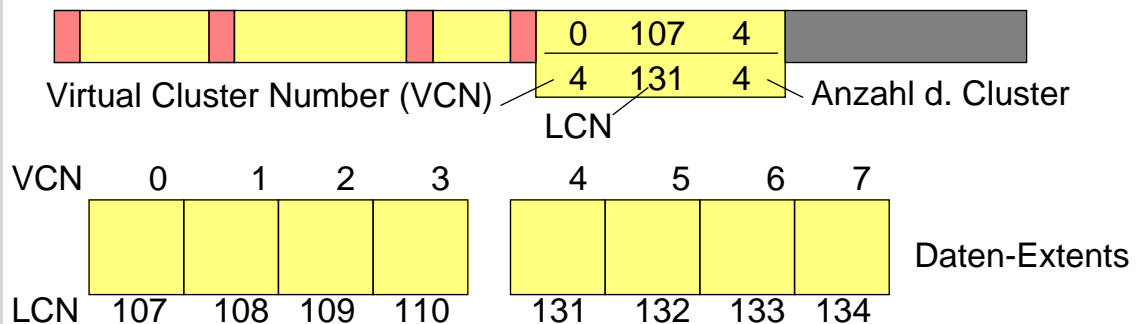 0 107 4
4 131 4
Virtual Cluster Number (VCN)
Anzahl d. Cluster
LCN
VCN 0 1 2 3 4 5 6 7
Daten-Extents
LCN 107 108 109 110 131 132 133 134